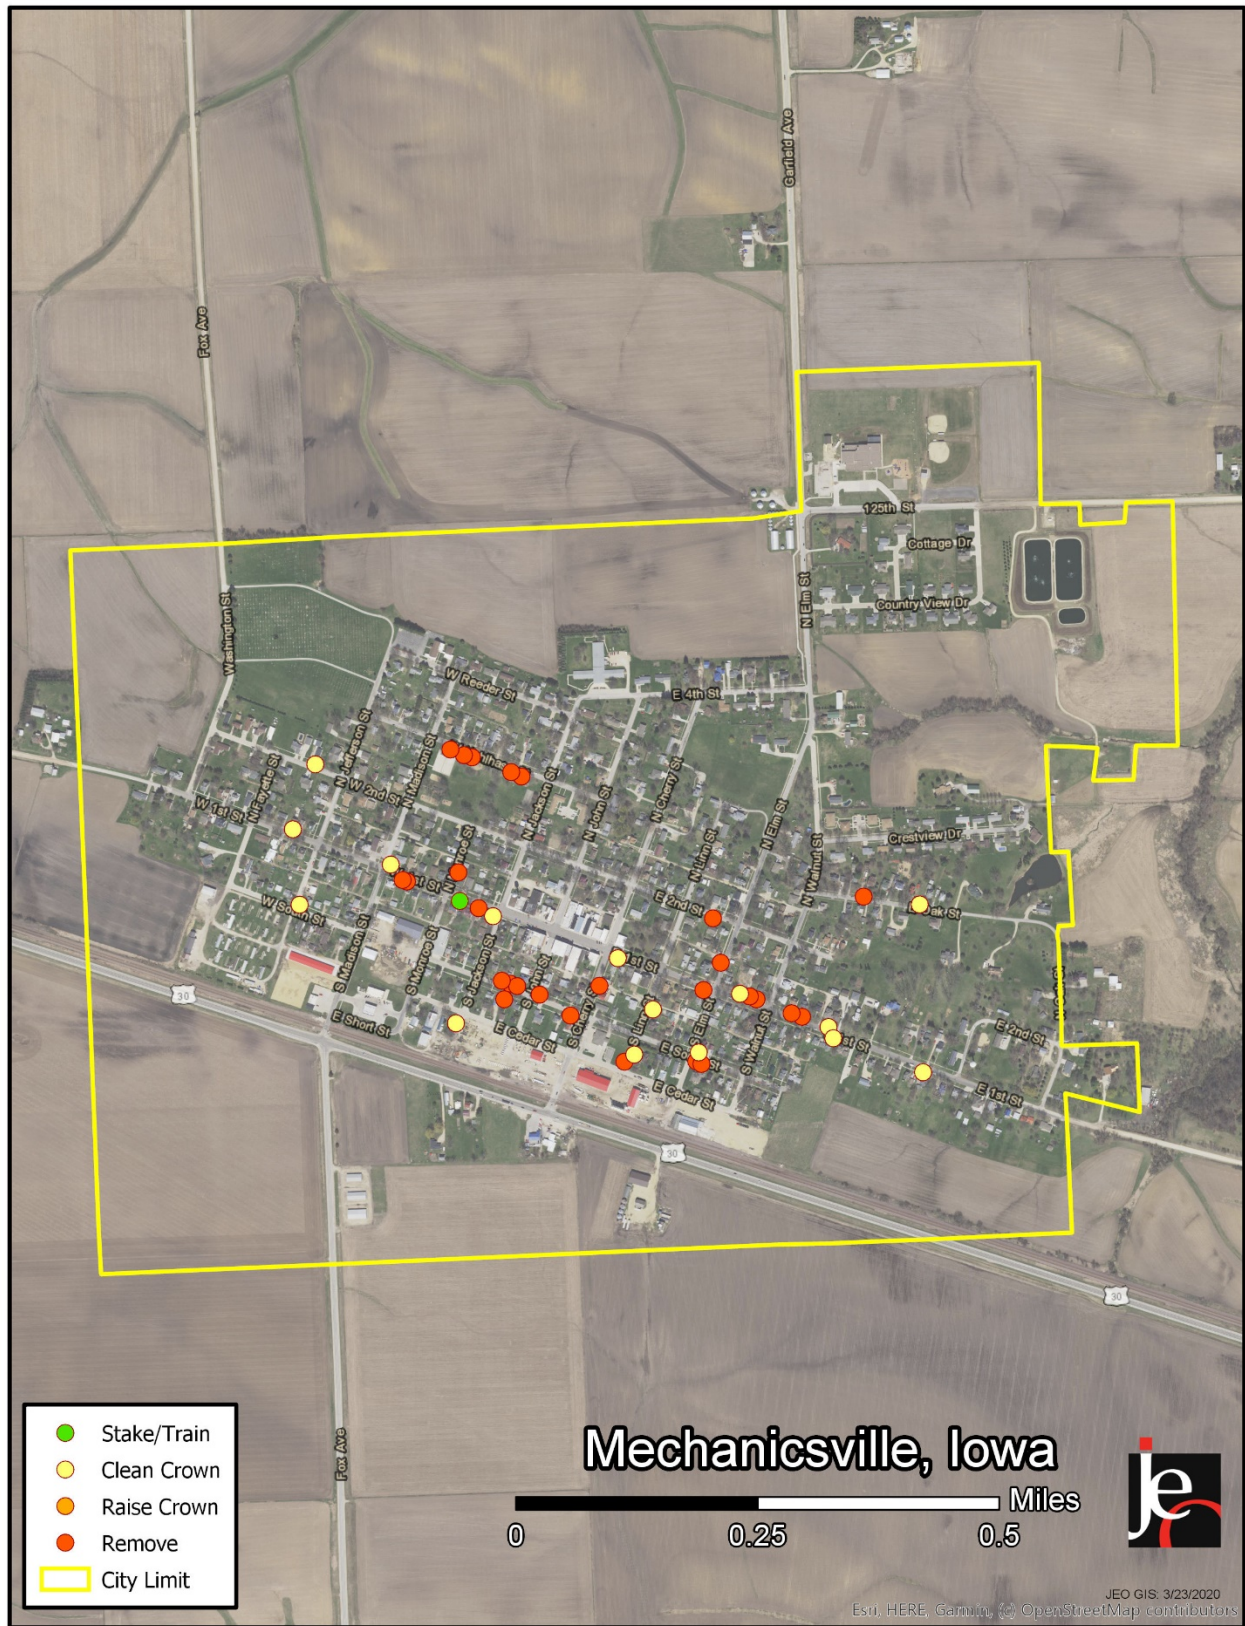 Garfield Ave
Fox Ave
125th St
Cottage Dr
Country View Dr
N Elm St
Washington St
W Reeder St
E 4th St
N Jefferson St
N Madison St
N Fayette St
W 2nd St
W 1st St
N Jackson St
N John St
N Cherry St
N Elm St
N Linn St
N Walnut St
Crestview Dr
E 2nd St
W South St
S Madison St
S Monroe St
S Jackson St
E Short St
E Cedar St
S Elm St
S Walnut St
E 2nd St
E 1st St
E Cedar St
30
30
30
Fox Ave
Stake/Train
Clean Crown
Raise Crown
Remove
City Limit
Mechanicsville, Iowa
Miles
0 0.25 0.5
je
JEO GIS: 3/23/2020
Esri, HERE, Garmin, (c) OpenStreetMap contributors